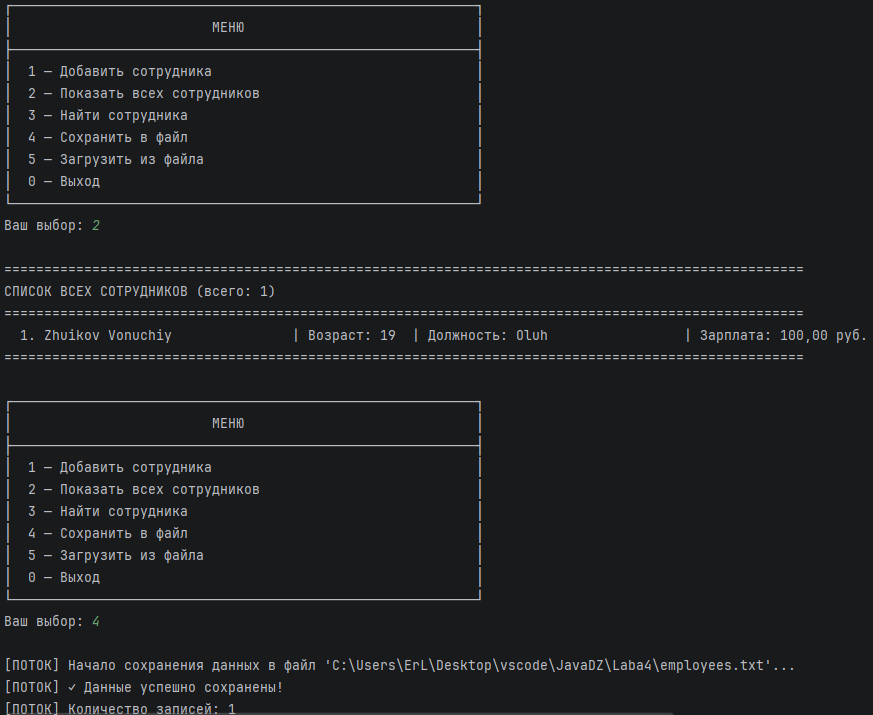 МЕНЮ
1 — Добавить сотрудника
2 — Показать всех сотрудников
3 — Найти сотрудника
4 — Сохранить в файл
5 — Загрузить из файла
0 — Выход
Ваш выбор: 2
====================================================================================================
СПИСОК ВСЕХ СОТРУДНИКОВ (всего: 1)
====================================================================================================
1. Zhuikov Vonuchiy | Возраст: 19 | Должность: Oluh | Зарплата: 100,00 руб.
====================================================================================================
МЕНЮ
1 — Добавить сотрудника
2 — Показать всех сотрудников
3 — Найти сотрудника
4 — Сохранить в файл
5 — Загрузить из файла
0 — Выход
Ваш выбор: 4
[ПОТОК] Начало сохранения данных в файл 'C:\Users\ErL\Desktop\vscode\JavaDZ\Laba4\employees.txt'...
[ПОТОК] ✓ Данные успешно сохранены!
[ПОТОК] Количество записей: 1